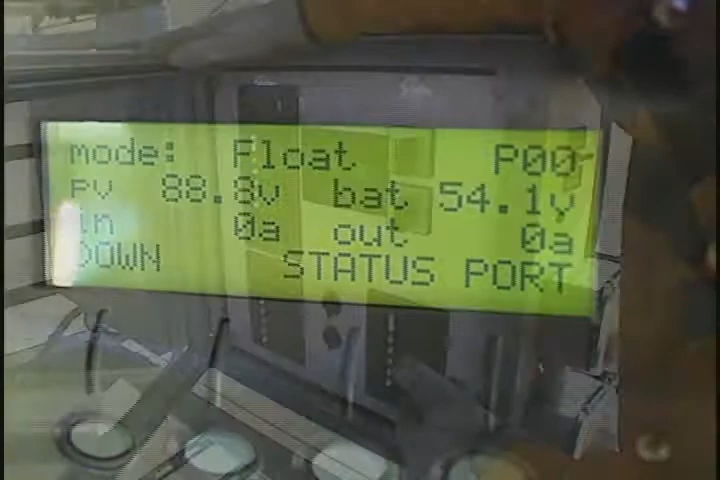 mode: Float P00
pv 88.8v bat 54.1v
in 0a out 0a
DOWN STATUS PORT